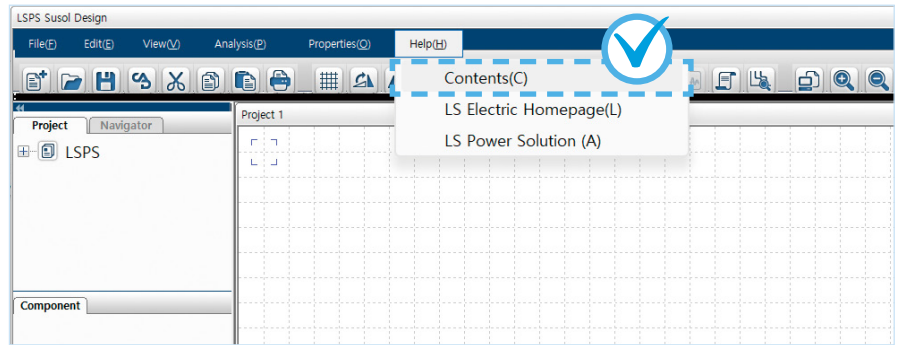 LSPS Susol Design
File(F) Edit(E) View(V) Analysis(P) Properties(O) Help(H)
Contents(C)
LS Electric Homepage(L)
LS Power Solution (A)
Project Navigator
Project 1
LSPS
Component